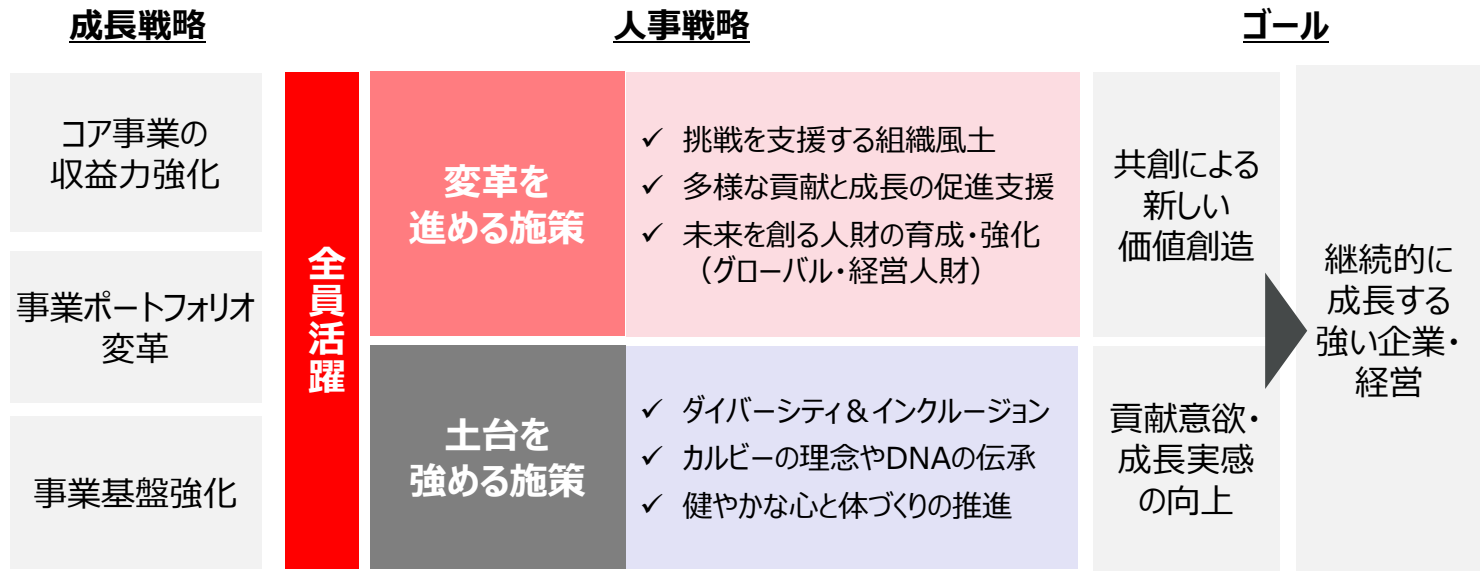 成長戦略
人事戦略
ゴール
コア事業の
収益力強化
事業ポートフォリオ
変革
事業基盤強化
全員活躍
変革を
進める施策
✓ 挑戦を支援する組織風土
✓ 多様な貢献と成長の促進支援
✓ 未来を創る人財の育成・強化
（グローバル・経営人財）
土台を
強める施策
✓ ダイバーシティ＆インクルージョン
✓ カルビーの理念やDNAの伝承
✓ 健やかな心と体づくりの推進
共創による
新しい
価値創造
貢献意欲・
成長実感
の向上
継続的に
成長する
強い企業・
経営